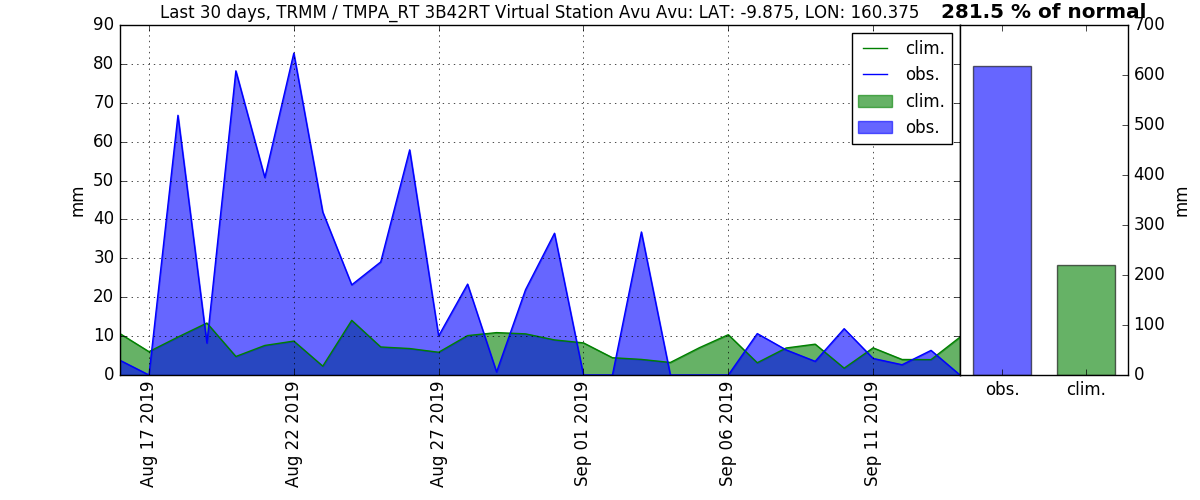 Last 30 days, TRMM / TMPA_RT 3B42RT Virtual Station Avu Avu: LAT: -9.875, LON: 160.375
281.5 % of normal
90
80
70
60
50
40
30
20
10
0
mm
clim.
obs.
clim.
obs.
Aug 17 2019
Aug 22 2019
Aug 27 2019
Sep 01 2019
Sep 06 2019
Sep 11 2019
700
600
500
400
300
200
100
0
mm
obs. clim.